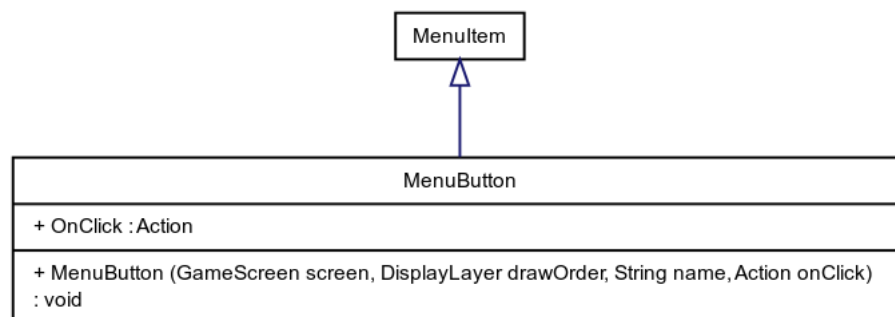 MenuItem
MenuButton
+ OnClick : Action
+ MenuButton (GameScreen screen, DisplayLayer drawOrder, String name, Action onClick)
: void